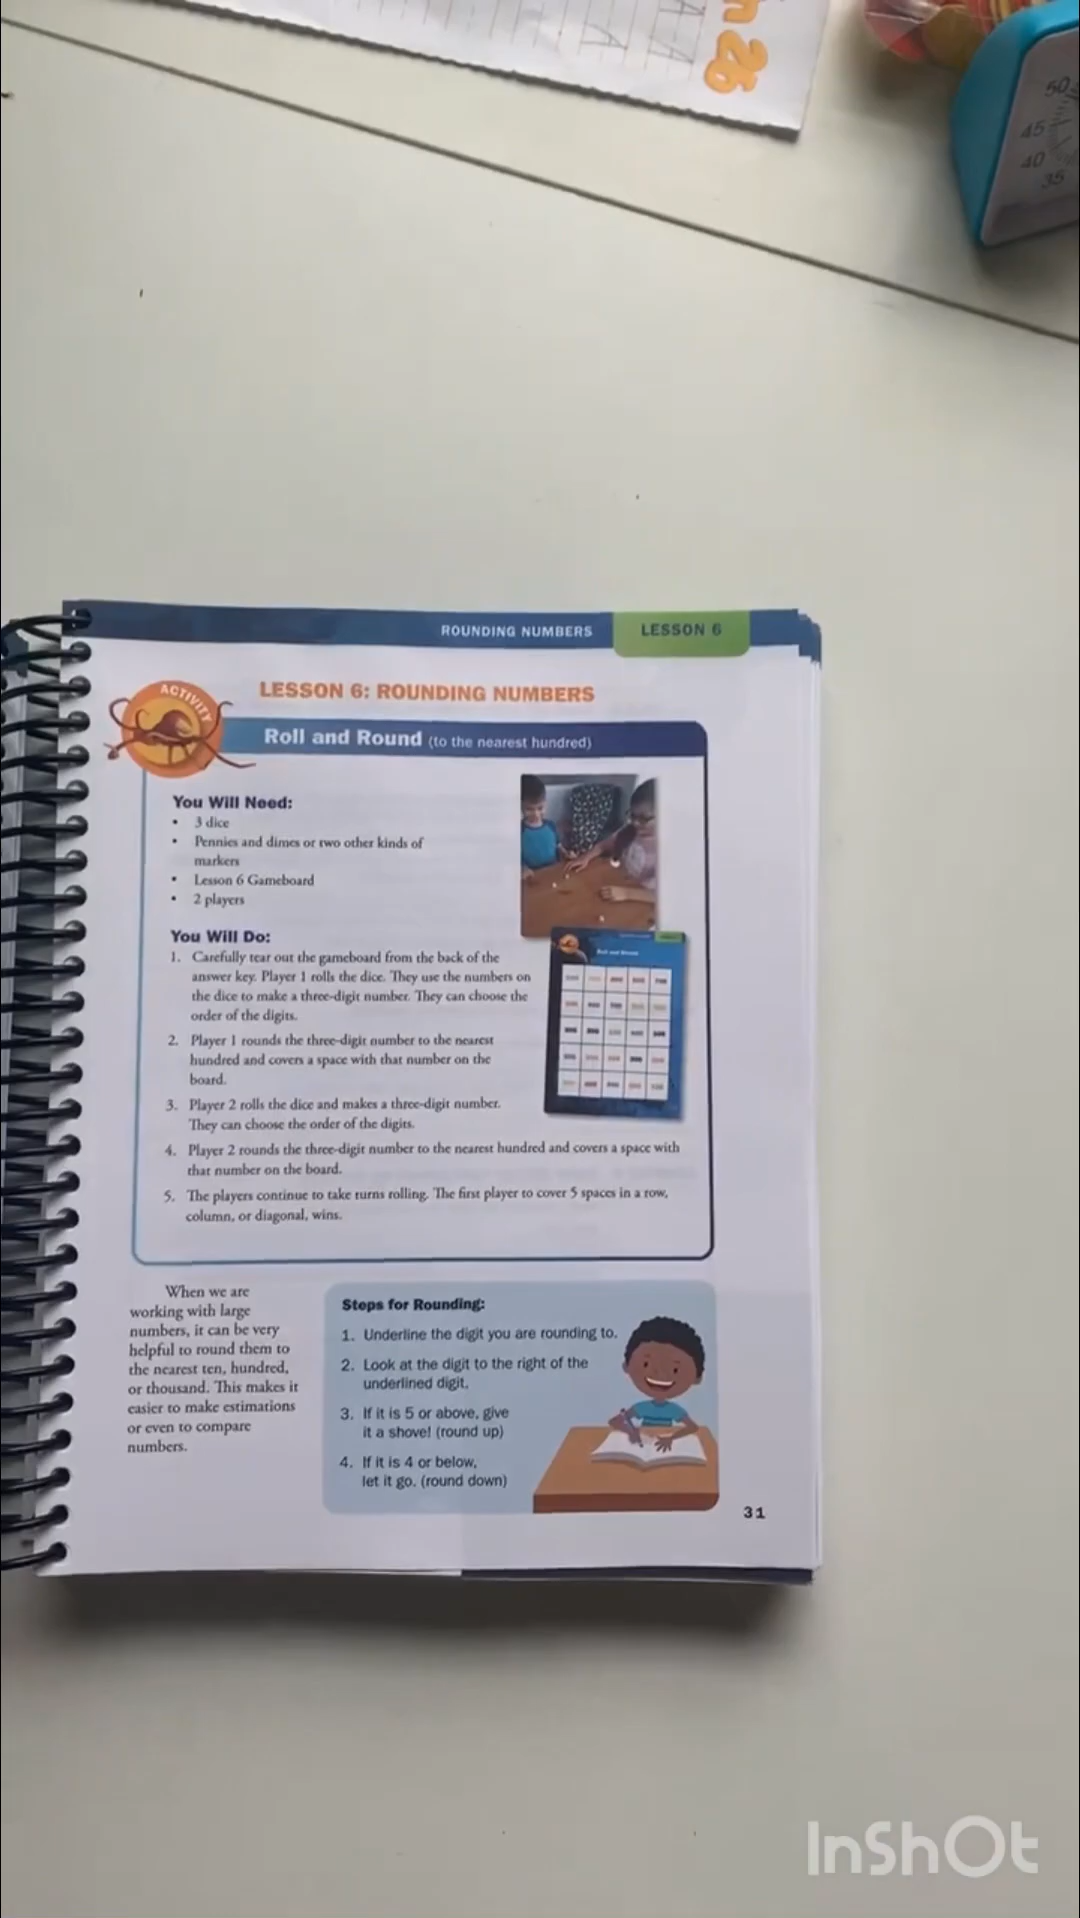 h 26
50
45
40
35
ROUNDING NUMBERS LESSON 6
ACTIVITY
LESSON 6: ROUNDING NUMBERS
Roll and Round (to the nearest hundred)
You Will Need:
• 3 dice
• Pennies and dimes or two other kinds of
markers
• Lesson 6 Gameboard
• 2 players
You Will Do:
1. Carefully tear out the gameboard from the back of the
answer key. Player 1 rolls the dice. They use the numbers on
the dice to make a three-digit number. They can choose the
order of the digits.
2. Player 1 rounds the three-digit number to the nearest
hundred and covers a space with that number on the
board.
3. Player 2 rolls the dice and makes a three-digit number.
They can choose the order of the digits.
4. Player 2 rounds the three-digit number to the nearest hundred and covers a space with
that number on the board.
5. The players continue to take turns rolling. The first player to cover 5 spaces in a row,
column, or diagonal, wins.
Roll and Round
When we are
working with large
numbers, it can be very
helpful to round them to
the nearest ten, hundred,
or thousand. This makes it
easier to make estimations
or even to compare
numbers.
Steps for Rounding:
1. Underline the digit you are rounding to.
2. Look at the digit to the right of the
underlined digit.
3. If it is 5 or above, give
it a shove! (round up)
4. If it is 4 or below,
let it go. (round down)
31
InShOt